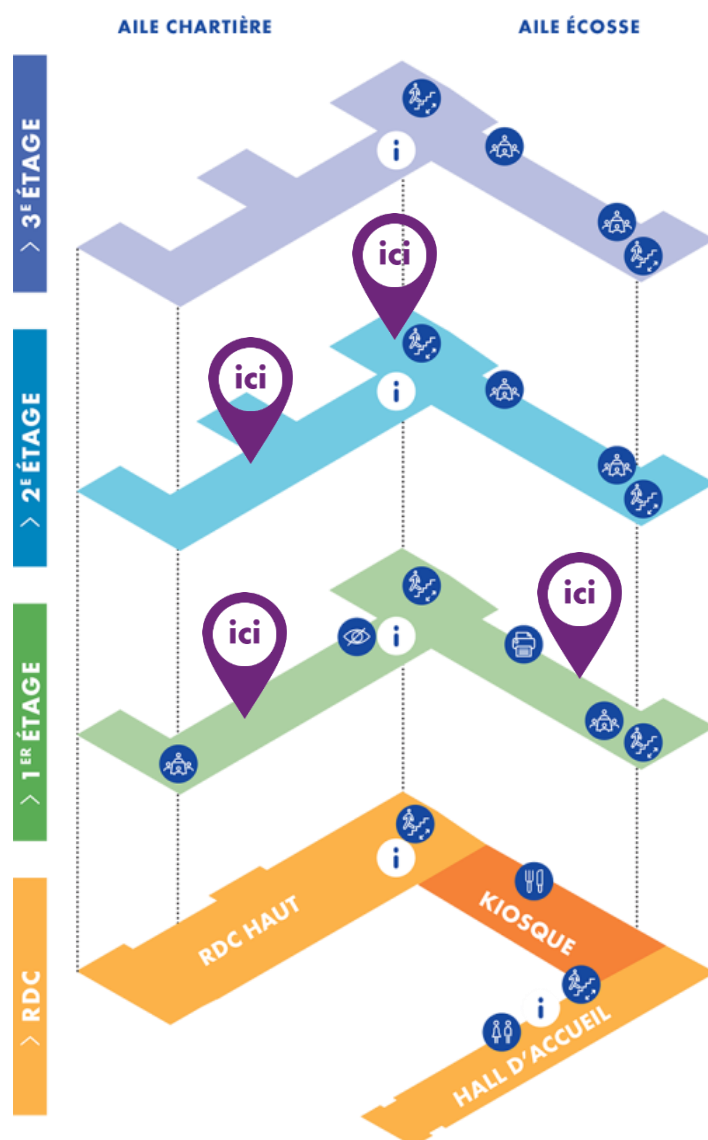 AILE CHARTIÈRE
AILE ÉCOSSE
> 3E ÉTAGE
i
ici
> 2E ÉTAGE
ici
i
> 1ER ÉTAGE
ici
ici
i
> RDC
i
RDC HAUT
KIOSQUE
i
HALL D'ACCUEIL